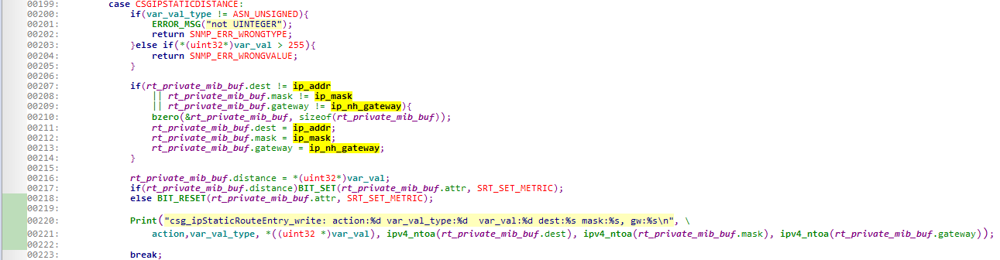 00199:         case CSGIPSTATICDISTANCE:
00200:             if(var_val_type != ASN_UNSIGNED){
00201:                 ERROR_MSG("not UINTEGER");
00202:                 return SNMP_ERR_WRONGTYPE;
00203:             }else if(*(uint32*)var_val > 255){
00204:                 return SNMP_ERR_WRONGVALUE;
00205:             }
00206:
00207:             if(rt_private_mib_buf.dest != ip_addr
00208:                 || rt_private_mib_buf.mask != ip_mask
00209:                 || rt_private_mib_buf.gateway != ip_nh_gateway){
00210:                 bzero(&rt_private_mib_buf, sizeof(rt_private_mib_buf));
00211:                 rt_private_mib_buf.dest = ip_addr;
00212:                 rt_private_mib_buf.mask = ip_mask;
00213:                 rt_private_mib_buf.gateway = ip_nh_gateway;
00214:             }
00215:
00216:             rt_private_mib_buf.distance = *(uint32*)var_val;
00217:             if(rt_private_mib_buf.distance)BIT_SET(rt_private_mib_buf.attr, SRT_SET_METRIC);
00218:             else BIT_RESET(rt_private_mib_buf.attr, SRT_SET_METRIC);
00219:
00220:             Print("csg_ipStaticRouteEntry_write: action:%d var_val_type:%d  var_val:%d dest:%s mask:%s, gw:%s\n", \
00221:                 action,var_val_type, *((uint32 *)var_val), ipv4_ntoa(rt_private_mib_buf.dest), ipv4_ntoa(rt_private_mib_buf.mask), ipv4_ntoa(rt_private_mib_buf.gateway));
00222:
00223:             break;